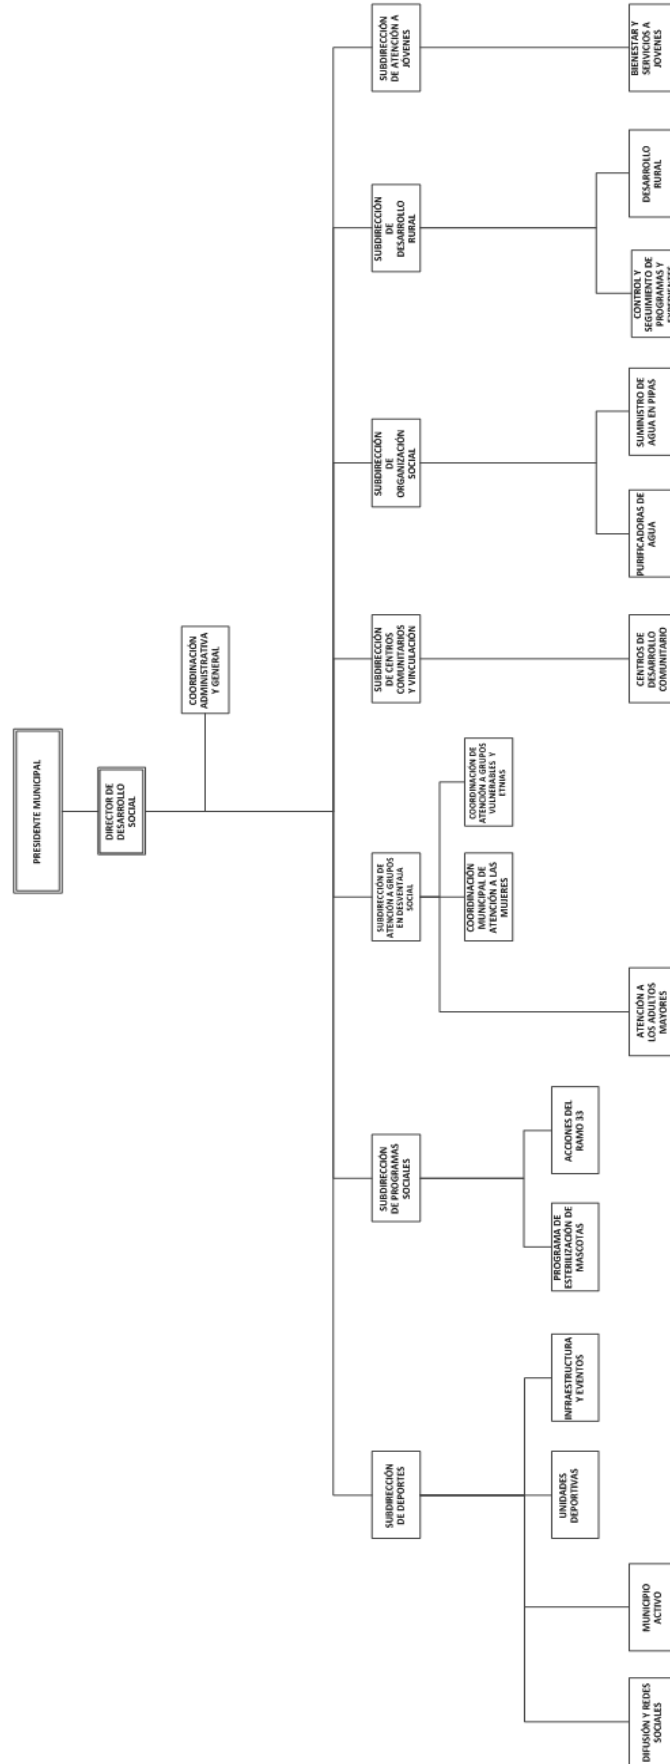 PRESIDENTE MUNICIPAL
DIRECTOR DE
DESARROLLO
SOCIAL
COORDINACIÓN
ADMINISTRATIVA
Y GENERAL
SUBDIRECCIÓN
DE DEPORTES
SUBDIRECCIÓN
DE PROGRAMAS
SOCIALES
SUBDIRECCIÓN DE
ATENCIÓN A GRUPOS
EN DESVENTAJA
SOCIAL
SUBDIRECCIÓN
DE CENTROS
COMUNITARIOS
Y VINCULACIÓN
SUBDIRECCIÓN
DE
ORGANIZACIÓN
SOCIAL
SUBDIRECCIÓN
DE
DESARROLLO
RURAL
SUBDIRECCIÓN
DE ATENCIÓN A
JÓVENES
COORDINACIÓN
MUNICIPAL DE
ATENCIÓN A LAS
MUJERES
COORDINACIÓN DE
ATENCIÓN A GRUPOS
VULNERABLES Y
ETNIAS
UNIDADES
DEPORTIVAS
INFRAESTRUCTURA
Y EVENTOS
PROGRAMA DE
ESTERILIZACIÓN DE
MASCOTAS
ACCIONES DEL
RAMO 33
DIFUSIÓN Y REDES
SOCIALES
MUNICIPIO
ACTIVO
ATENCIÓN A
LOS ADULTOS
MAYORES
CENTROS DE
DESARROLLO
COMUNITARIO
PURIFICADORAS DE
AGUA
SUMINISTRO DE
AGUA EN PIPAS
CONTROL Y
SEGUIMIENTO DE
PROGRAMAS Y
DESARROLLO
RURAL
BIENESTAR Y
SERVICIOS A
JOVENES